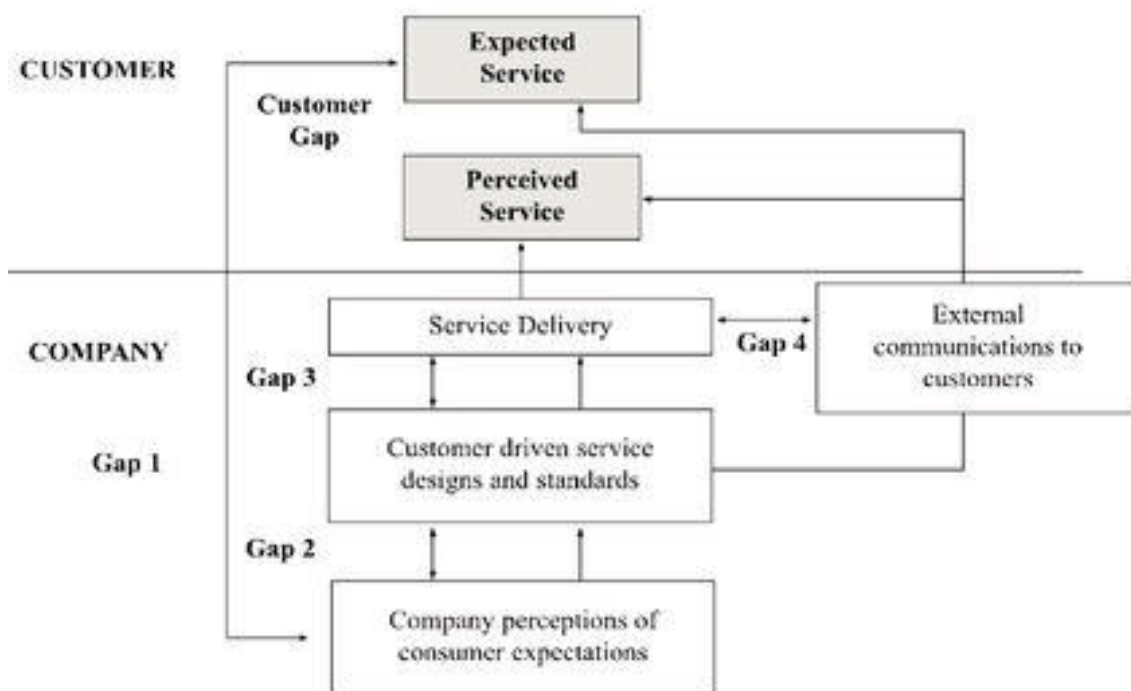 CUSTOMER
Expected
Service
Customer
Gap
Perceived
Service
COMPANY
Service Delivery
Gap 4
External
communications to
customers
Gap 3
Gap 1
Customer driven service
designs and standards
Gap 2
Company perceptions of
consumer expectations